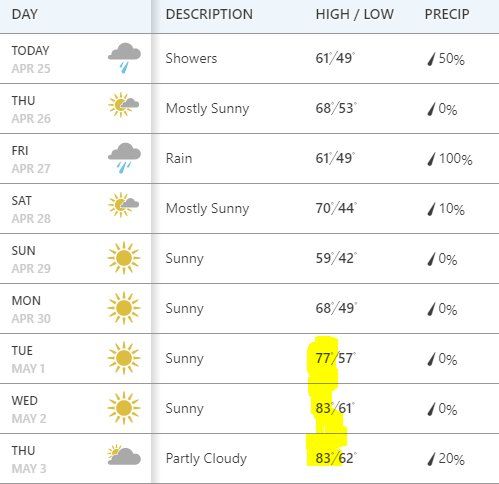 DAY DESCRIPTION HIGH / LOW PRECIP
TODAY
APR 25
Showers 61°/49° 50%
THU
APR 26
Mostly Sunny 68°/53° 0%
FRI
APR 27
Rain 61°/49° 100%
SAT
APR 28
Mostly Sunny 70°/44° 10%
SUN
APR 29
Sunny 59°/42° 0%
MON
APR 30
Sunny 68°/49° 0%
TUE
MAY 1
Sunny 77°/57° 0%
WED
MAY 2
Sunny 83°/61° 0%
THU
MAY 3
Partly Cloudy 83°/62° 20%